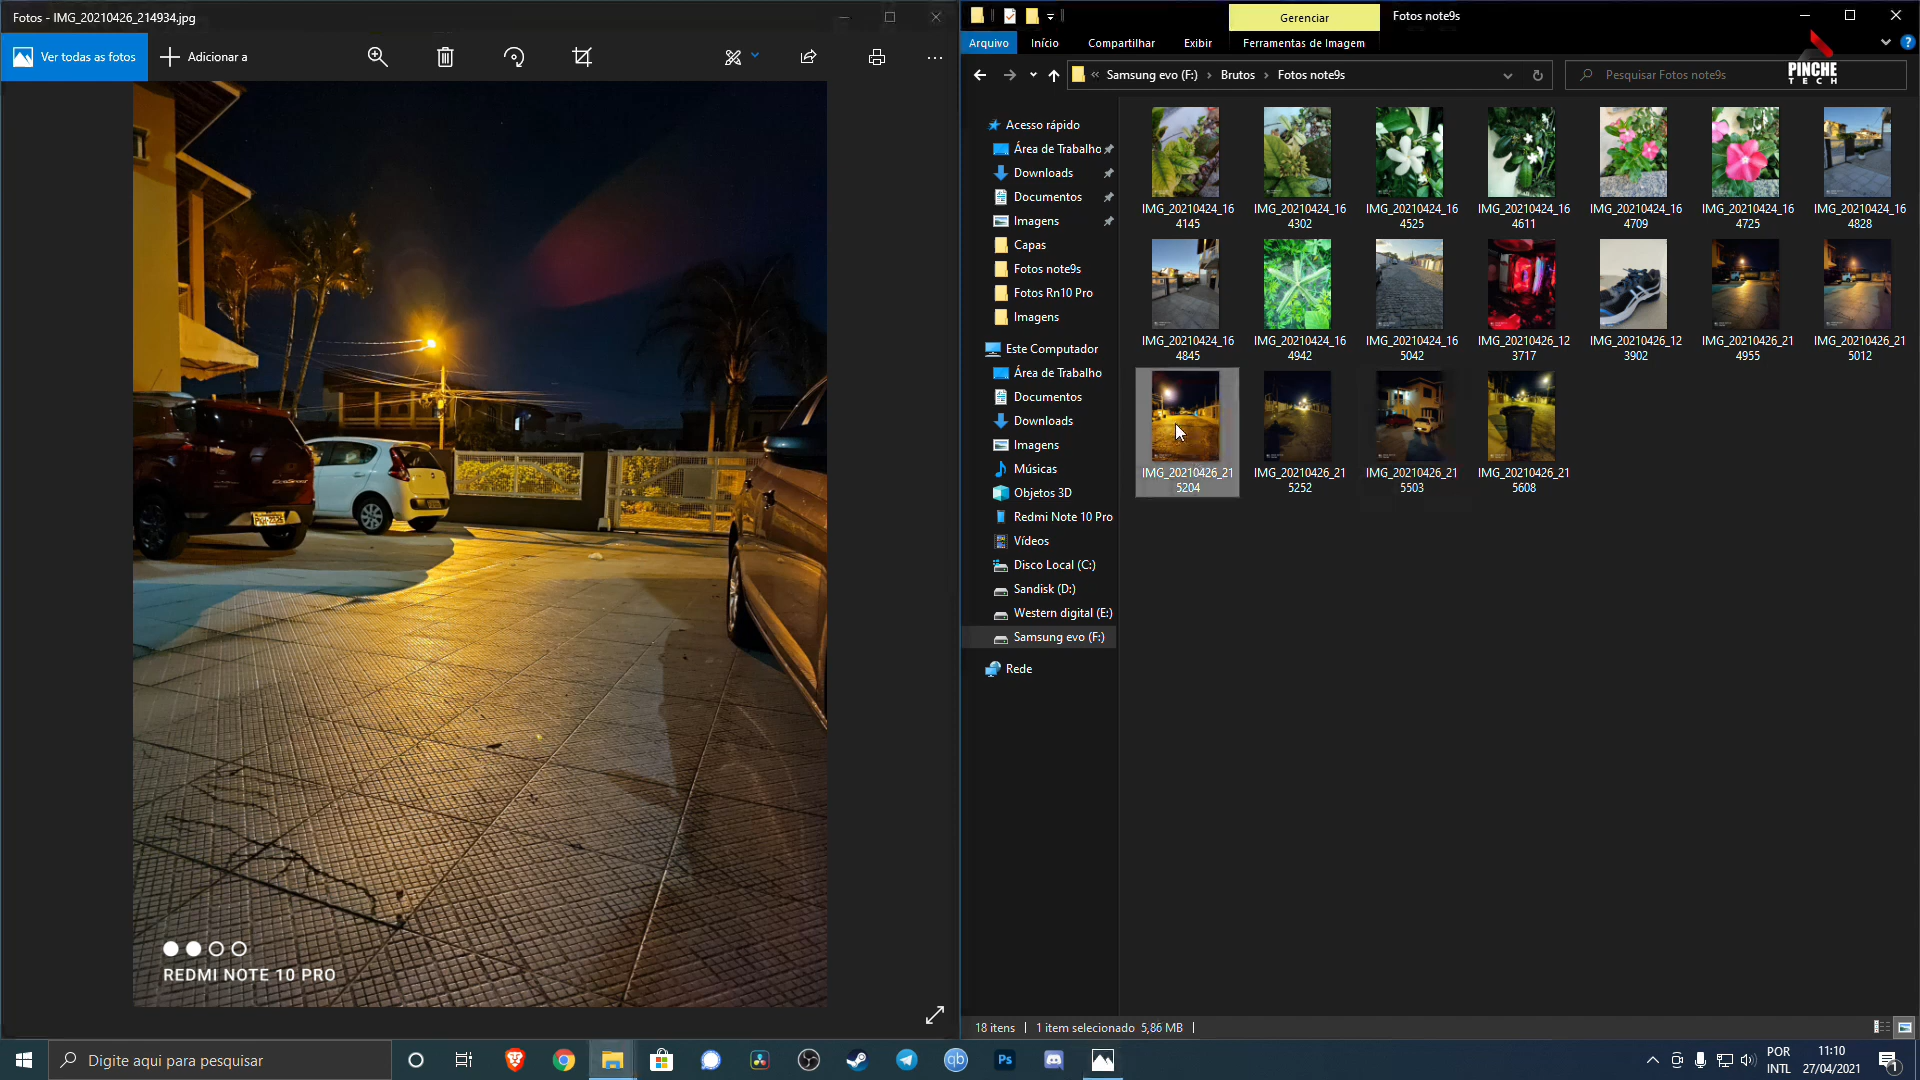 Fotos - IMG_20210426_214934.jpg
Ver todas as fotos
Adicionar a
REDMI NOTE 10 PRO
Gerenciar
Fotos note9s
Arquivo
Início
Compartilhar
Exibir
Ferramentas de Imagem
PINCHE
TECH
« Samsung evo (F:) › Brutos › Fotos note9s
Pesquisar Fotos note9s
Acesso rápido
Área de Trabalho
Downloads
Documentos
Imagens
Capas
Fotos note9s
Fotos Rn10 Pro
Imagens
Este Computador
Área de Trabalho
Documentos
Downloads
Imagens
Músicas
Objetos 3D
Redmi Note 10 Pro
Vídeos
Disco Local (C:)
Sandisk (D:)
Western digital (E:)
Samsung evo (F:)
Rede
IMG_20210424_16
4145
IMG_20210424_16
4302
IMG_20210424_16
4525
IMG_20210424_16
4611
IMG_20210424_16
4709
IMG_20210424_16
4725
IMG_20210424_16
4828
IMG_20210424_16
4845
IMG_20210424_16
4942
IMG_20210424_16
5042
IMG_20210426_12
3717
IMG_20210426_12
3902
IMG_20210426_21
4955
IMG_20210426_21
5012
IMG_20210426_21
5204
IMG_20210426_21
5252
IMG_20210426_21
5503
IMG_20210426_21
5608
18 itens
1 item selecionado 5,86 MB
Digite aqui para pesquisar
qb
Ps
POR
INTL
11:10
27/04/2021
1